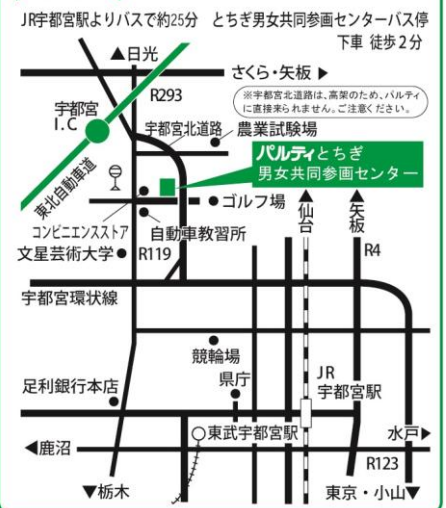 JR宇都宮駅よりバスで約25分　とちぎ男女共同参画センターバス停
下車 徒歩2分
▲日光
さくら・矢板▶
R293
※宇都宮北道路は、高架のため、パルティ
に直接来られません。ご注意ください。
宇都宮
I.C
宇都宮北道路
農業試験場
パルティとちぎ
男女共同参画センター
東北自動車道
ゴルフ場
▲仙台
▲矢板
コンビニエンスストア
自動車教習所
文星芸術大学
R119
R4
宇都宮環状線
競輪場
県庁
JR
宇都宮駅
足利銀行本店
東武宇都宮駅
水戸▶
◀鹿沼
R123
▼栃木
東京・小山▼